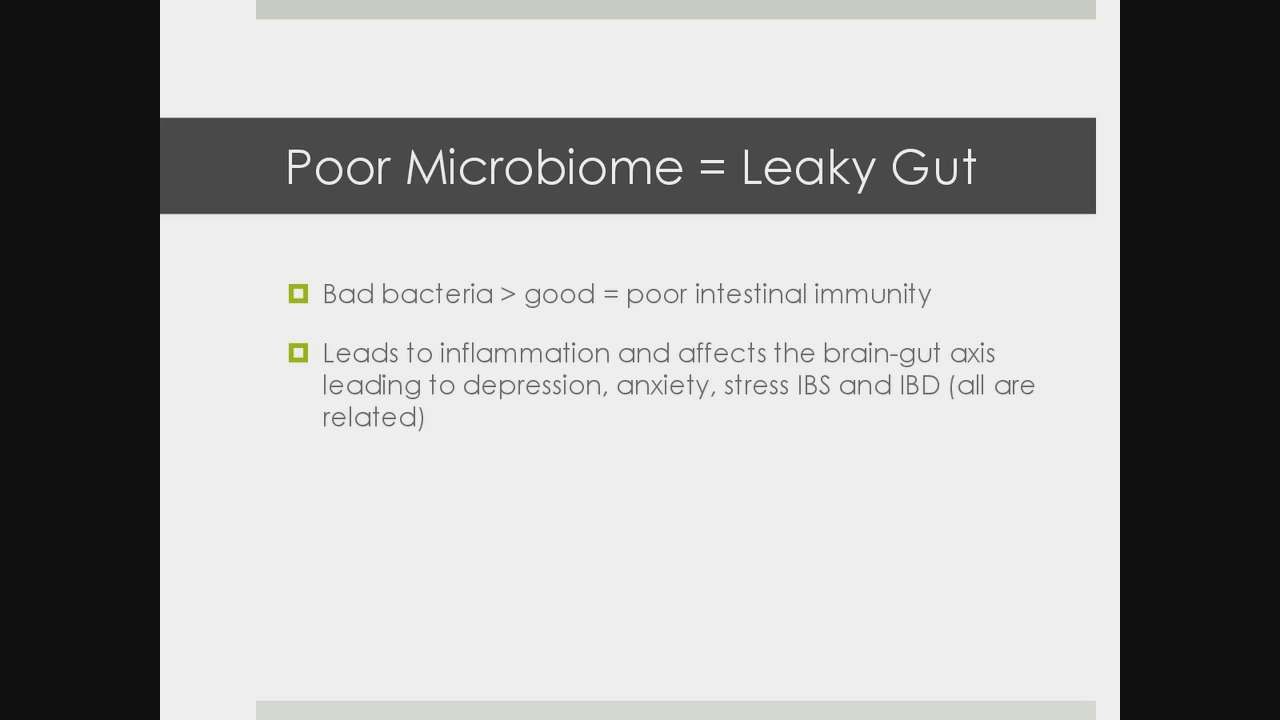 Poor Microbiome = Leaky Gut
Bad bacteria > good = poor intestinal immunity
Leads to inflammation and affects the brain-gut axis
leading to depression, anxiety, stress IBS and IBD (all are
related)